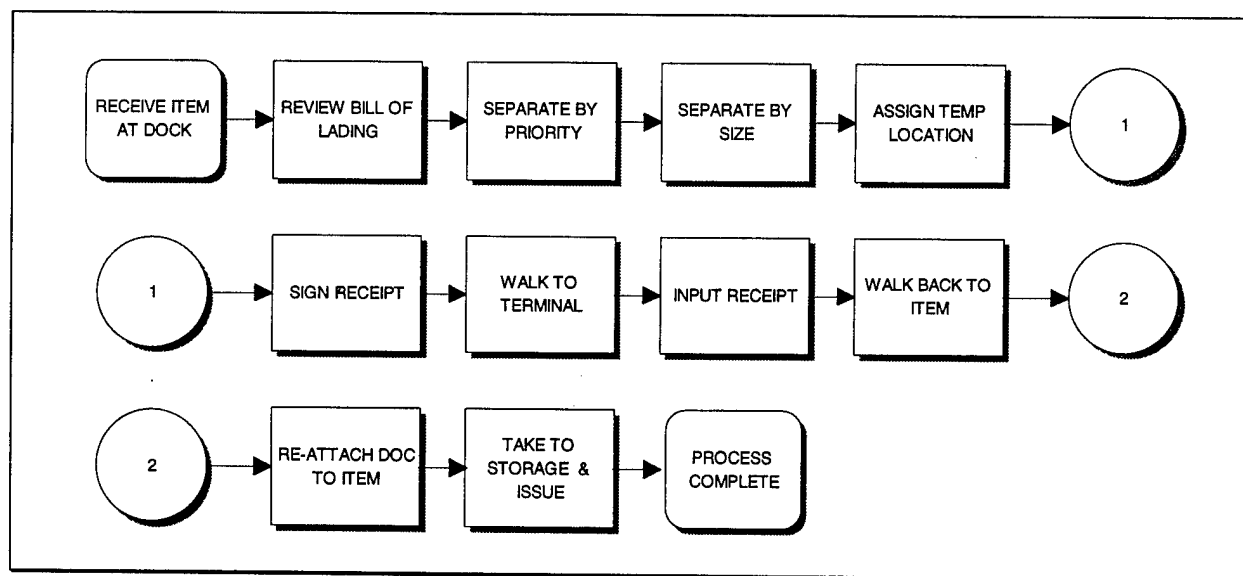 RECEIVE ITEM
AT DOCK
REVIEW BILL OF
LADING
SEPARATE BY
PRIORITY
SEPARATE BY
SIZE
ASSIGN TEMP
LOCATION
1
1
SIGN RECEIPT
WALK TO
TERMINAL
INPUT RECEIPT
WALK BACK TO
ITEM
2
2
RE-ATTACH DOC
TO ITEM
TAKE TO
STORAGE &
ISSUE
PROCESS
COMPLETE